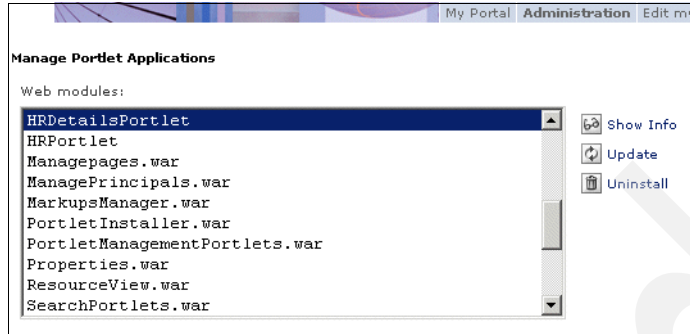 My Portal Administration Edit my
Manage Portlet Applications
Web modules:
HRDetailsPortlet
HRPortlet
Managepages.war
ManagePrincipals.war
MarkupsManager.war
PortletInstaller.war
PortletManagementPortlets.war
Properties.war
ResourceView.war
SearchPortlets.war
Show Info
Update
Uninstall